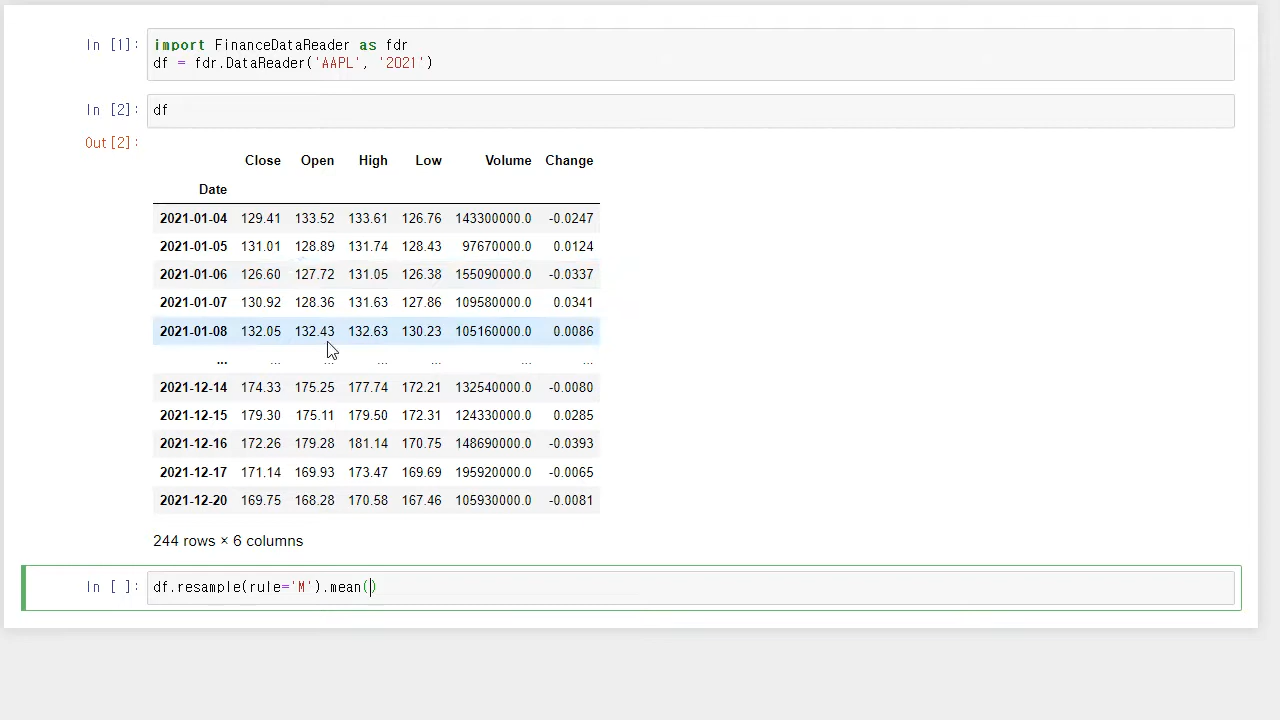 In [1]: import FinanceDataReader as fdr
df = fdr.DataReader('AAPL', '2021')
In [2]: df
Out[2]:
Close Open High Low Volume Change
Date
2021-01-04 129.41 133.52 133.61 126.76 143300000.0 -0.0247
2021-01-05 131.01 128.89 131.74 128.43 97670000.0 0.0124
2021-01-06 126.60 127.72 131.05 126.38 155090000.0 -0.0337
2021-01-07 130.92 128.36 131.63 127.86 109580000.0 0.0341
2021-01-08 132.05 132.43 132.63 130.23 105160000.0 0.0086
... ... ... ... ... ... ...
2021-12-14 174.33 175.25 177.74 172.21 132540000.0 -0.0080
2021-12-15 179.30 175.11 179.50 172.31 124330000.0 0.0285
2021-12-16 172.26 179.28 181.14 170.75 148690000.0 -0.0393
2021-12-17 171.14 169.93 173.47 169.69 195920000.0 -0.0065
2021-12-20 169.75 168.28 170.58 167.46 105930000.0 -0.0081
244 rows × 6 columns
In [ ]: df.resample(rule='M').mean()